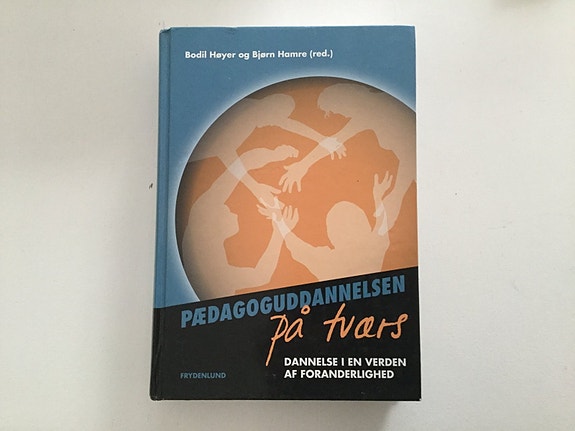 Bodil Høyer og Bjørn Hamre (red.)
PÆDAGOGUDDANNELSEN
på tværs
DANNELSE I EN VERDEN
AF FORANDERLIGHED
FRYDENLUND